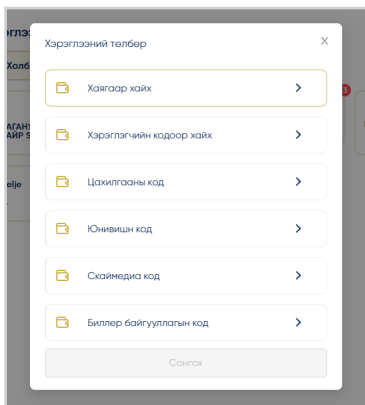 Хэрэглээний төлбөр
Хаягаар хайх
Хэрэглэгчийн кодоор хайх
Цахилгааны код
Юнивишн код
Скаймедиа код
Биллер байгууллагын код
Сонгох